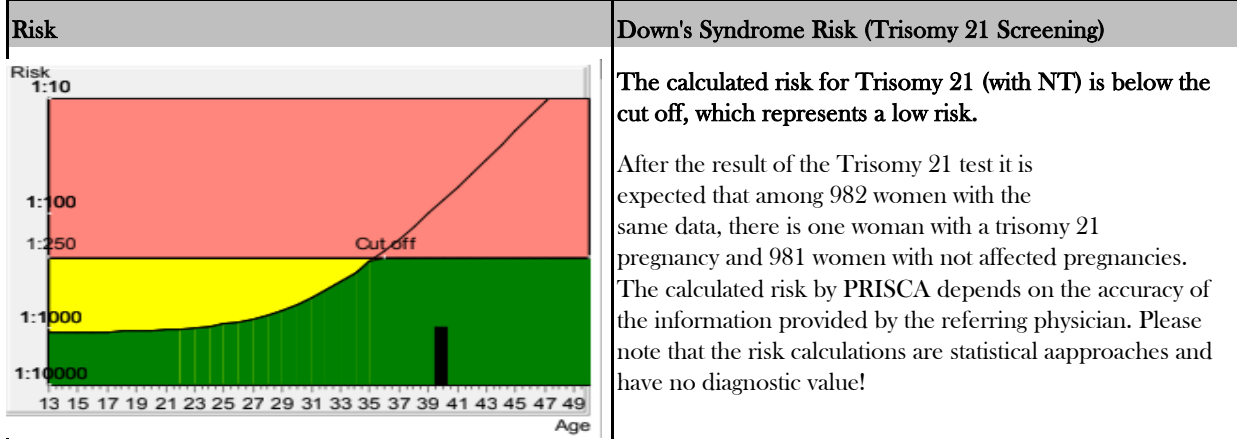 Risk
Risk
1:10
1:100
1:250
Cut off
1:1000
1:10000
13 15 17 19 21 23 25 27 29 31 33 35 37 39 41 43 45 47 49
Age
Down's Syndrome Risk (Trisomy 21 Screening)
The calculated risk for Trisomy 21 (with NT) is below the
cut off, which represents a low risk.
After the result of the Trisomy 21 test it is
expected that among 982 women with the
same data, there is one woman with a trisomy 21
pregnancy and 981 women with not affected pregnancies.
The calculated risk by PRISCA depends on the accuracy of
the information provided by the referring physician. Please
note that the risk calculations are statistical aapproaches and
have no diagnostic value!